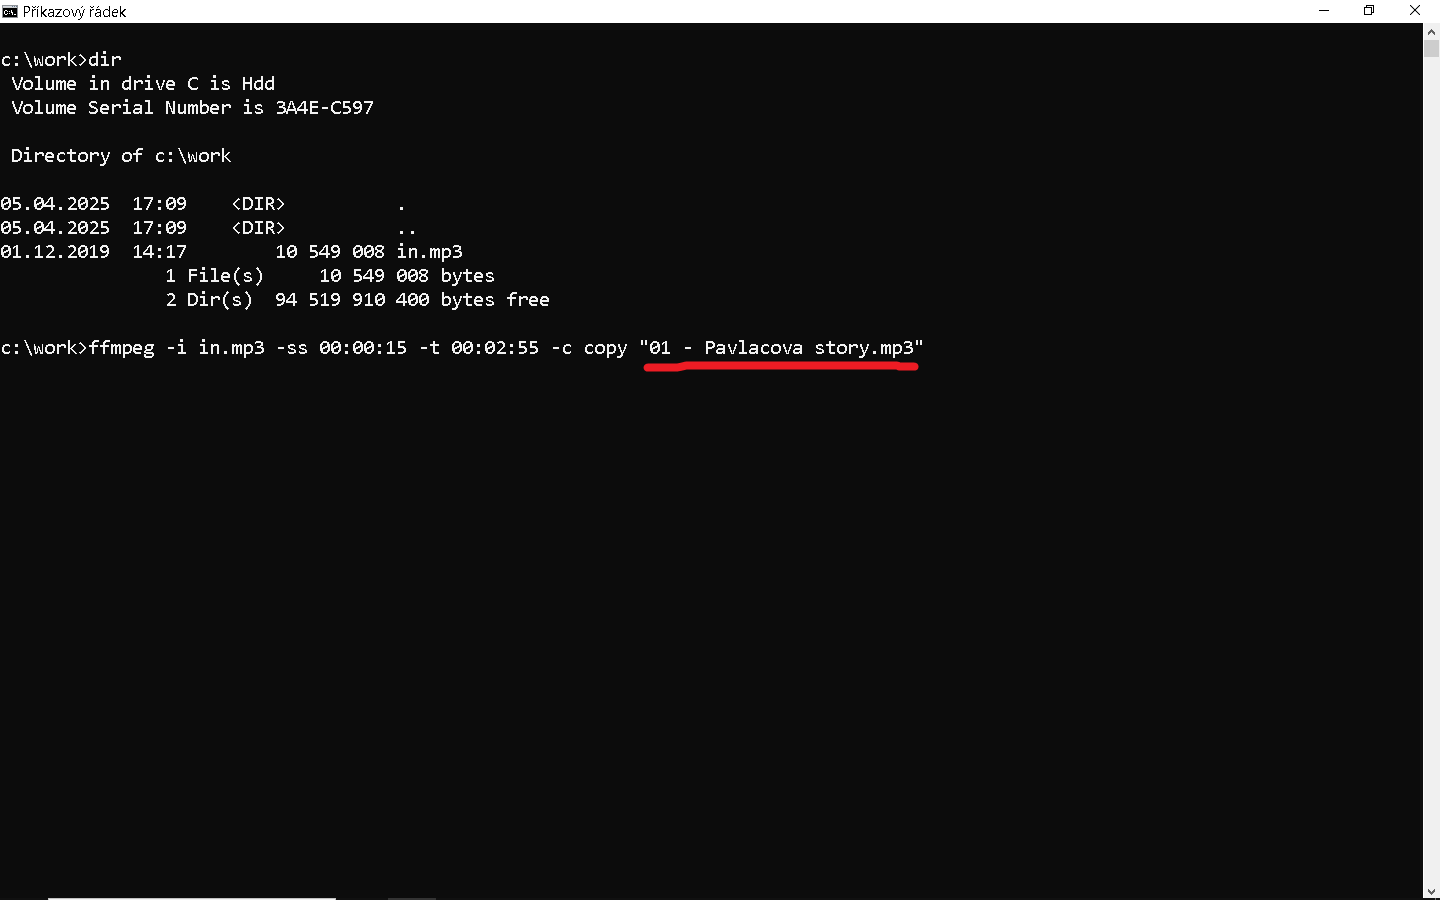 Příkazový řádek
c:\work>dir
Volume in drive C is Hdd
Volume Serial Number is 3A4E-C597
Directory of c:\work
05.04.2025  17:09    <DIR>          .
05.04.2025  17:09    <DIR>          ..
01.12.2019  14:17        10 549 008 in.mp3
1 File(s)     10 549 008 bytes
2 Dir(s)  94 519 910 400 bytes free
c:\work>ffmpeg -i in.mp3 -ss 00:00:15 -t 00:02:55 -c copy "01 - Pavlacova story.mp3"